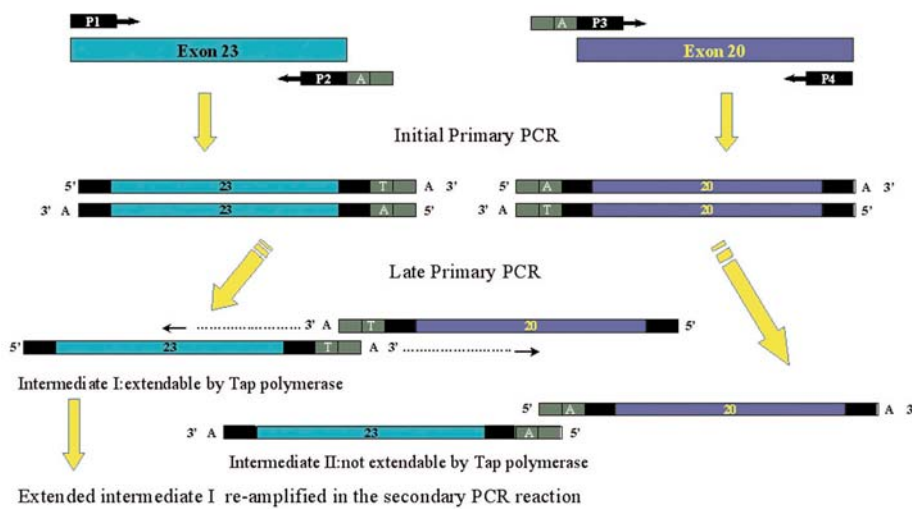 P1 P3
A
Exon 23 Exon 20
P2 A P4
Initial Primary PCR
5’ 23 T A 3’ 5’ A 20 A 3’
3’ A 23 A 5’ 3’ A T 20 5’
Late Primary PCR
3’ A T 20 5’
5’ 23 T A 3’
Intermediate I:extendable by Tap polymerase
5’ A 20 A 3’
3’ A 23 A 5’
Intermediate II:not extendable by Tap polymerase
Extended intermediate I re-amplified in the secondary PCR reaction